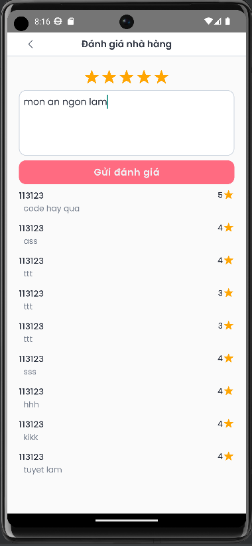 8:16
Đánh giá nhà hàng
mon an ngon lam
Gửi đánh giá
113123 5
code hay qua
113123 4
ciss
113123 4
ttt
113123 3
ttt
113123 3
ttt
113123 4
sss
113123 4
hhh
113123 4
kikk
113123 4
tuyet lam